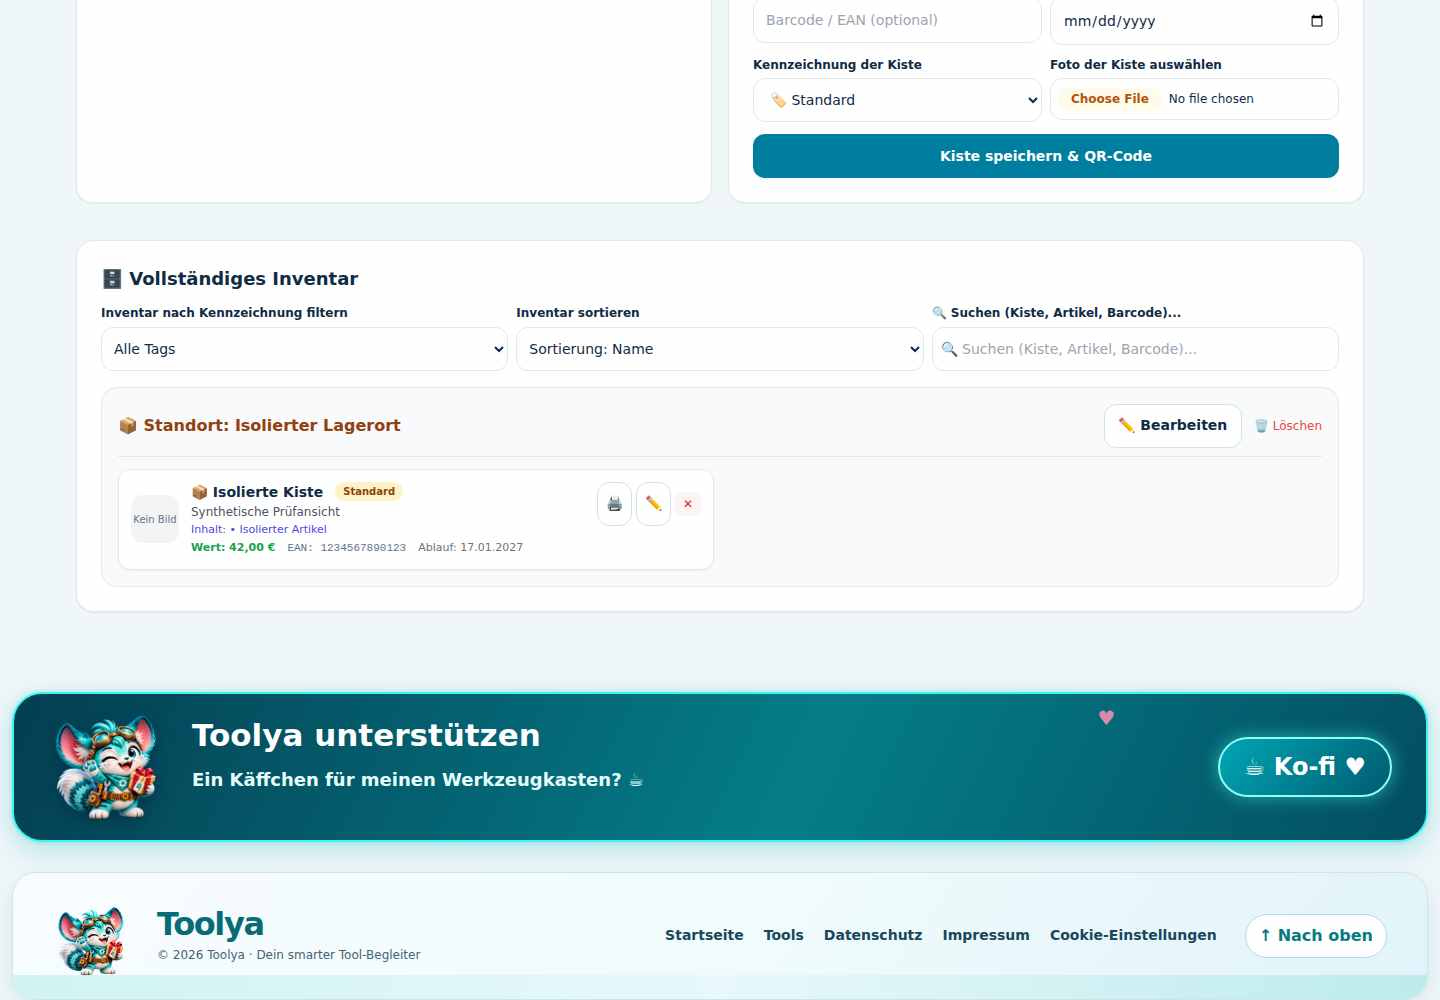 Barcode / EAN (optional)
mm/dd/yyyy
Kennzeichnung der Kiste
Foto der Kiste auswählen
🏷️ Standard
Choose File No file chosen
Kiste speichern & QR-Code
🗄️ Vollständiges Inventar
Inventar nach Kennzeichnung filtern
Inventar sortieren
🔍 Suchen (Kiste, Artikel, Barcode)...
Alle Tags
Sortierung: Name
🔍 Suchen (Kiste, Artikel, Barcode)...
📦 Standort: Isolierter Lagerort
✏️ Bearbeiten
🗑️ Löschen
Kein Bild
📦 Isolierte Kiste Standard
Synthetische Prüfansicht
Inhalt: • Isolierter Artikel
Wert: 42,00 € EAN: 1234567890123 Ablauf: 17.01.2027
🖨️ ✏️ ✕
Toolya unterstützen
Ein Käffchen für meinen Werkzeugkasten? ☕
☕ Ko-fi ♥
Toolya
© 2026 Toolya · Dein smarter Tool-Begleiter
Startseite Tools Datenschutz Impressum Cookie-Einstellungen
↑ Nach oben